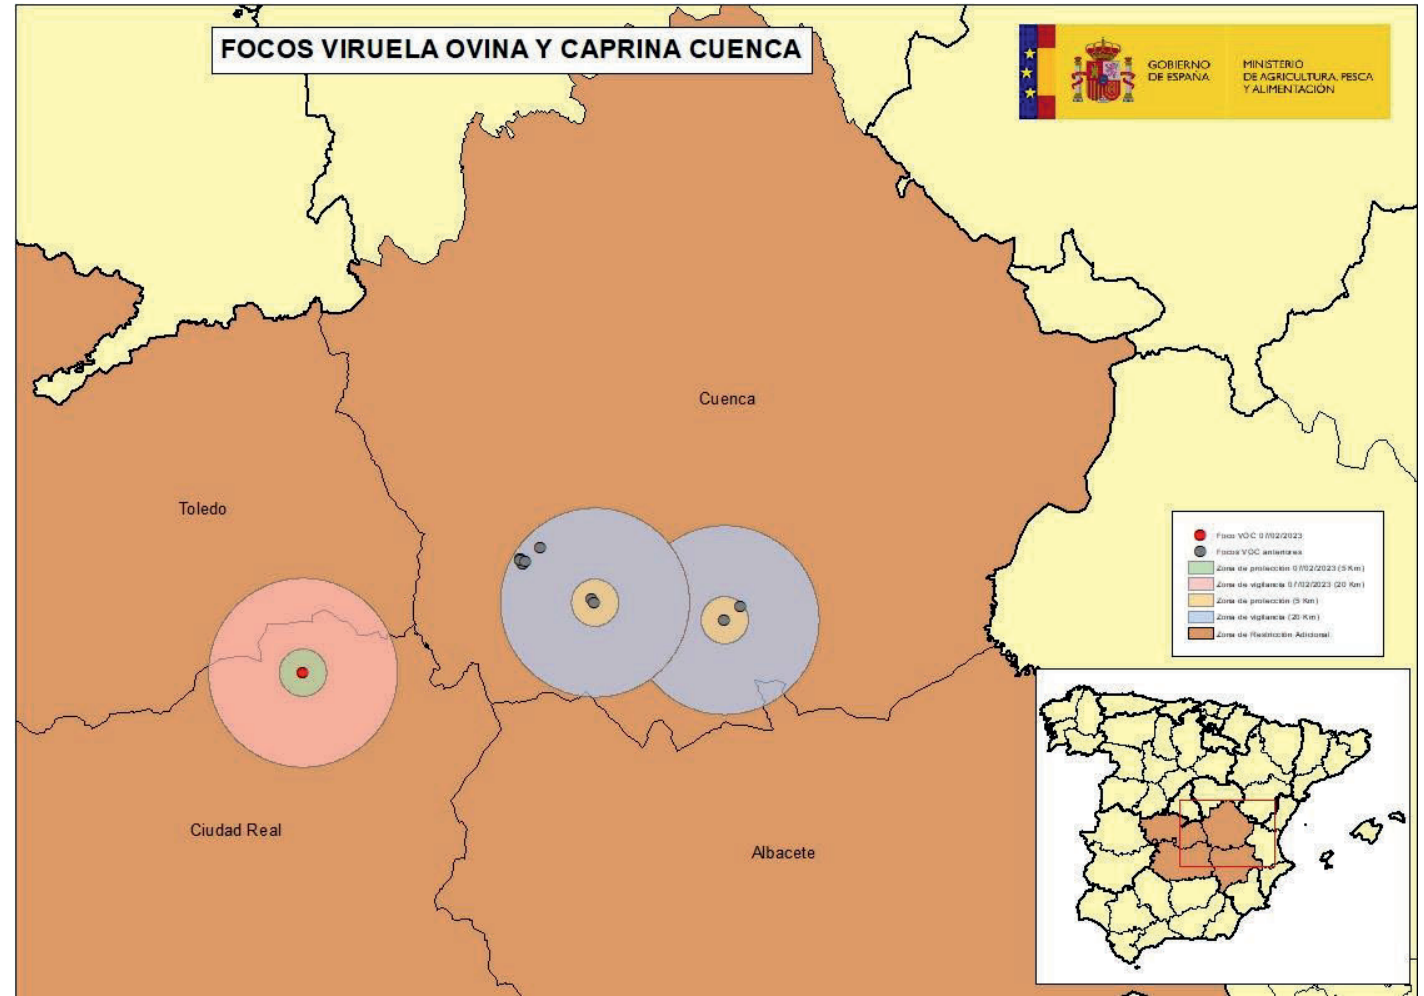 FOCOS VIRUELA OVINA Y CAPRINA CUENCA
GOBIERNO
DE ESPAÑA
MINISTERIO
DE AGRICULTURA, PESCA
Y ALIMENTACIÓN
Cuenca
Toledo
Foco VOC 07/02/2023
Focos VOC anteriores
Zona de protección 07/02/2023 (5 Km)
Zona de vigilancia 07/02/2023 (20 Km)
Zona de protección (5 Km)
Zona de vigilancia (20 Km)
Zona de Restricción Adicional
Ciudad Real
Albacete